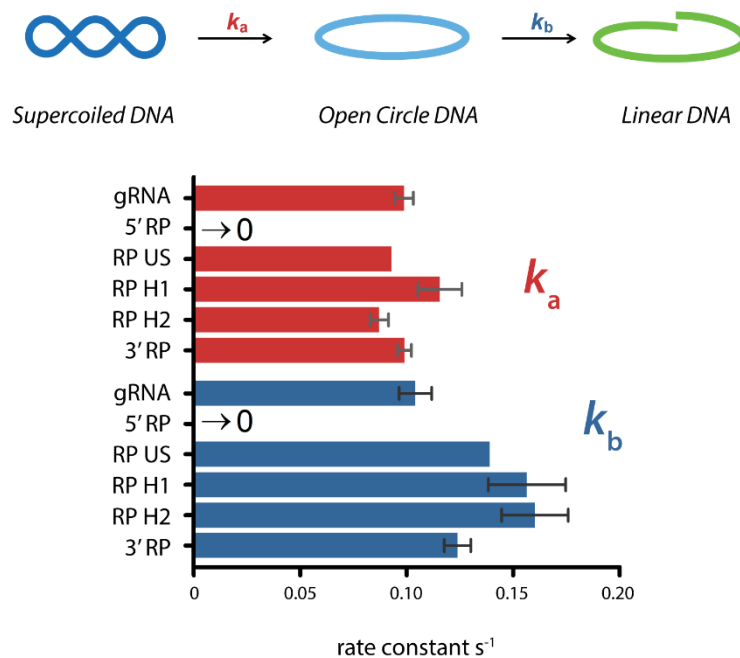 ka kb
Supercoiled DNA Open Circle DNA Linear DNA
gRNA
5′ RP → 0
RP US
RP H1
RP H2
3′ RP
ka
gRNA
5′ RP → 0
RP US
RP H1
RP H2
3′ RP
kb
0 0.05 0.10 0.15 0.20
rate constant s⁻¹